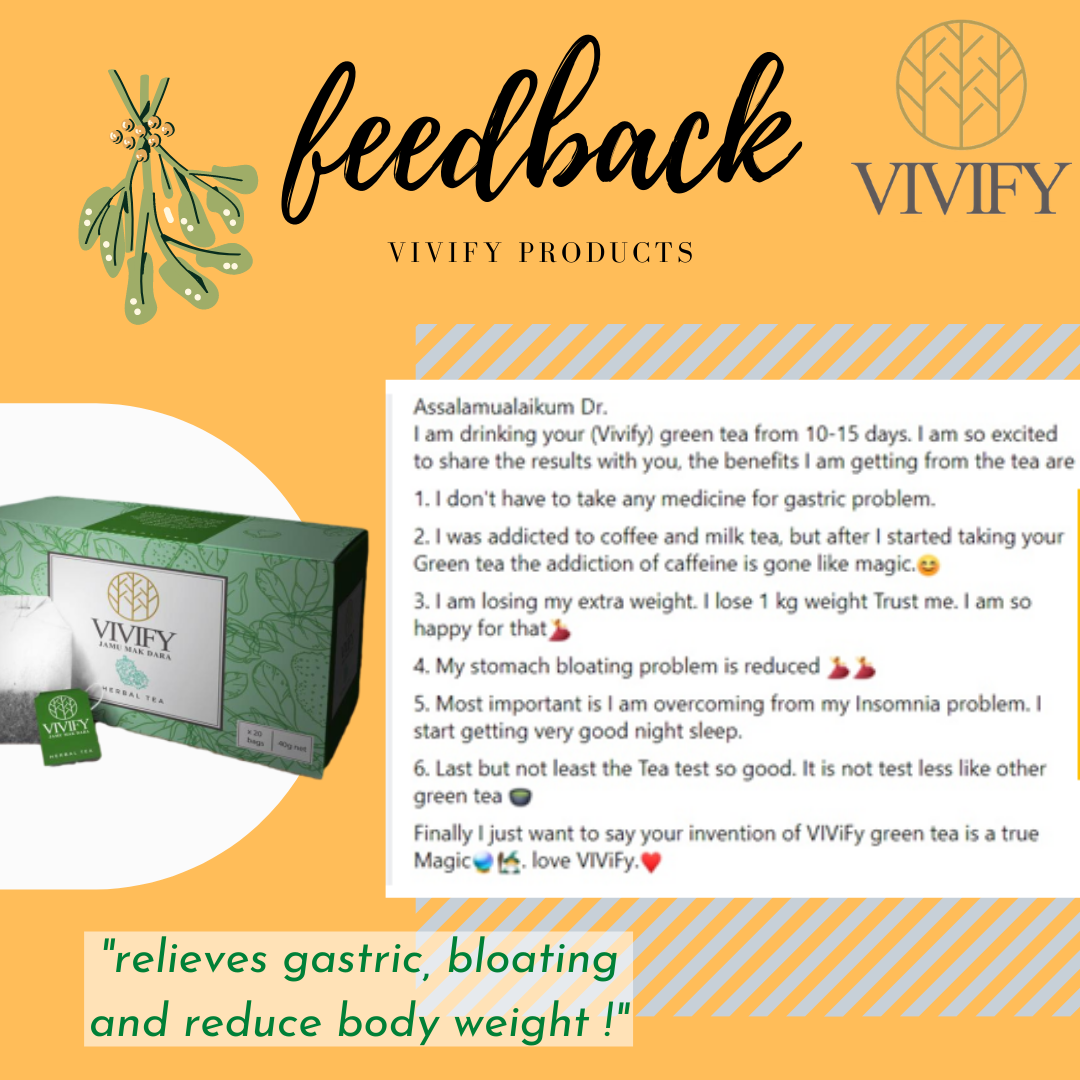 feedback
VIVIFY
VIVIFY PRODUCTS
Assalamualaikum Dr.
I am drinking your (Vivify) green tea from 10-15 days. I am so excited
to share the results with you, the benefits I am getting from the tea are
1. I don't have to take any medicine for gastric problem.
2. I was addicted to coffee and milk tea, but after I started taking your
Green tea the addiction of caffeine is gone like magic.😊
3. I am losing my extra weight. I lose 1 kg weight Trust me. I am so
happy for that💃
4. My stomach bloating problem is reduced 💃💃
5. Most important is I am overcoming from my Insomnia problem. I
start getting very good night sleep.
6. Last but not least the Tea test so good. It is not test less like other
green tea 🍵
Finally I just want to say your invention of VIViFy green tea is a true
Magic🔮🧞‍♂️. love VIViFy.❤️
VIVIFY
JAMU MAK DARA
HERBAL TEA
x 20
bags
40g net
VIVIFY
JAMU MAK DARA
HERBAL TEA
"relieves gastric, bloating
and reduce body weight !"